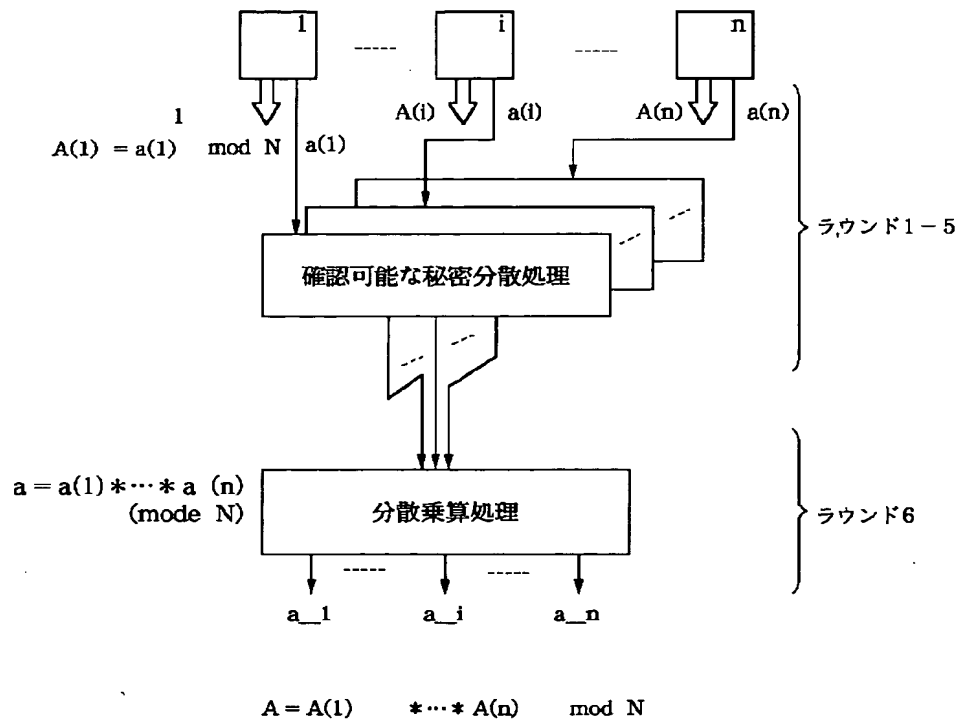 1 ----- i ----- n
A(i) a(i) A(n) a(n)
1
A(1) = a(1) mod N a(1)
ラウンド1－5
確認可能な秘密分散処理
a = a(1) *…* a (n)
(mode N)
分散乗算処理
ラウンド6
a_1 a_i a_n
A = A(1) *…* A(n) mod N